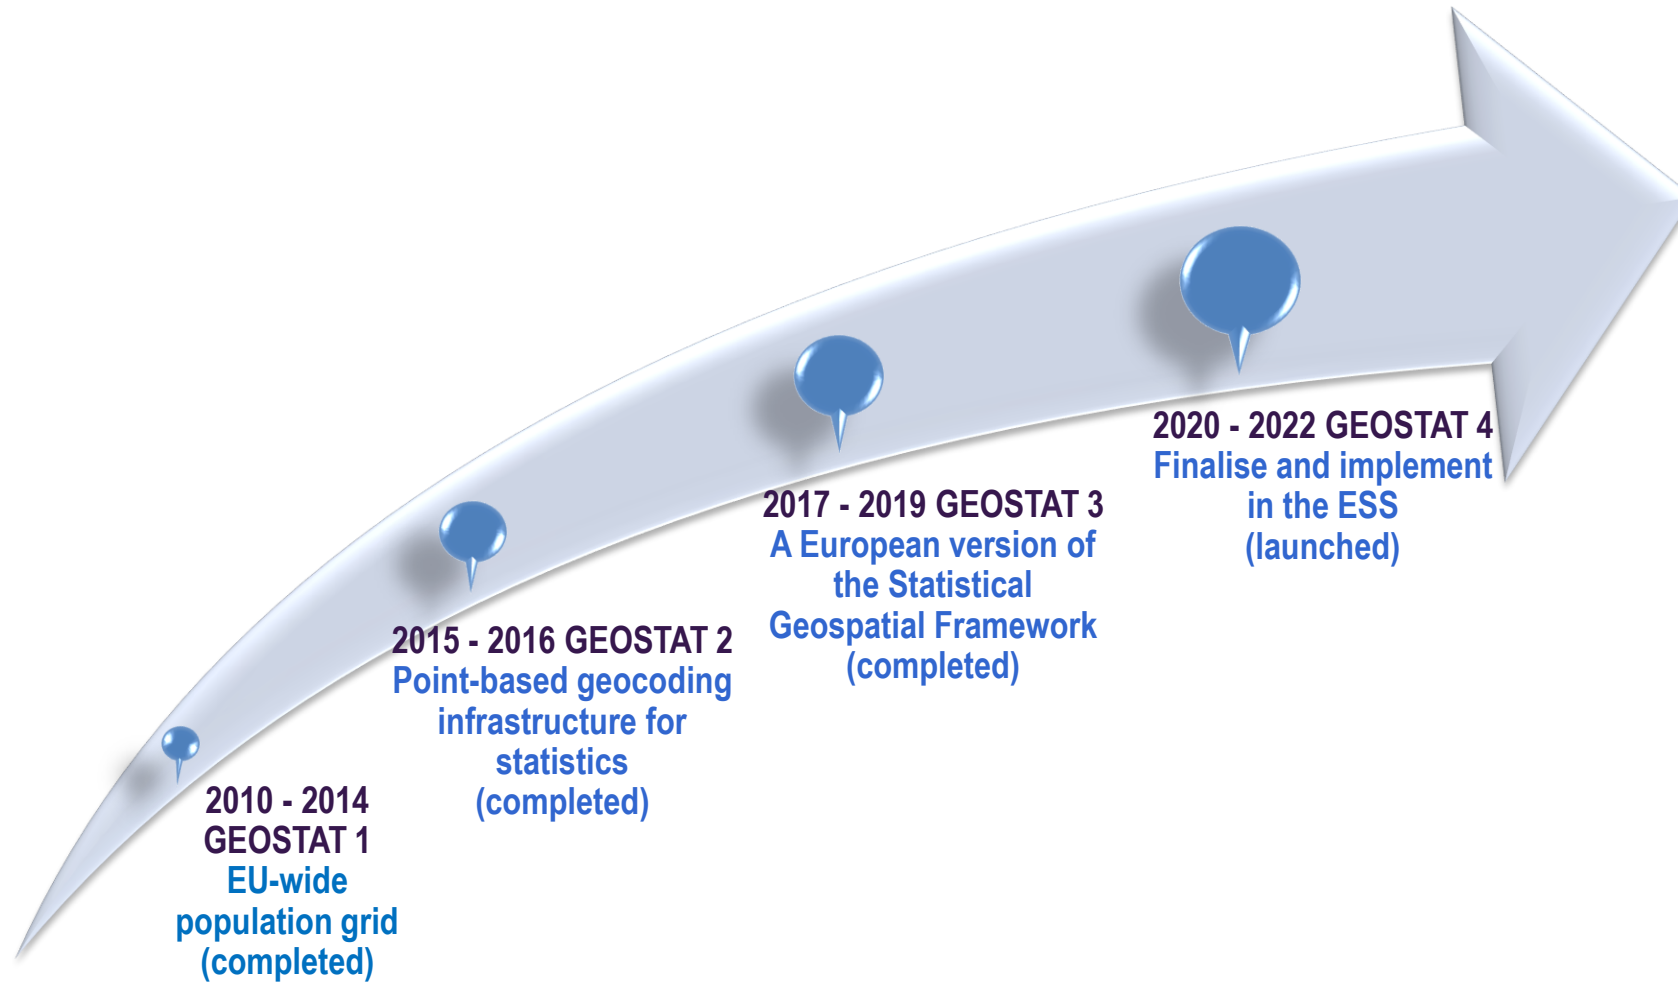 2010 - 2014
GEOSTAT 1
EU-wide
population grid
(completed)
2015 - 2016 GEOSTAT 2
Point-based geocoding
infrastructure for
statistics
(completed)
2017 - 2019 GEOSTAT 3
A European version of
the Statistical
Geospatial Framework
(completed)
2020 - 2022 GEOSTAT 4
Finalise and implement
in the ESS
(launched)